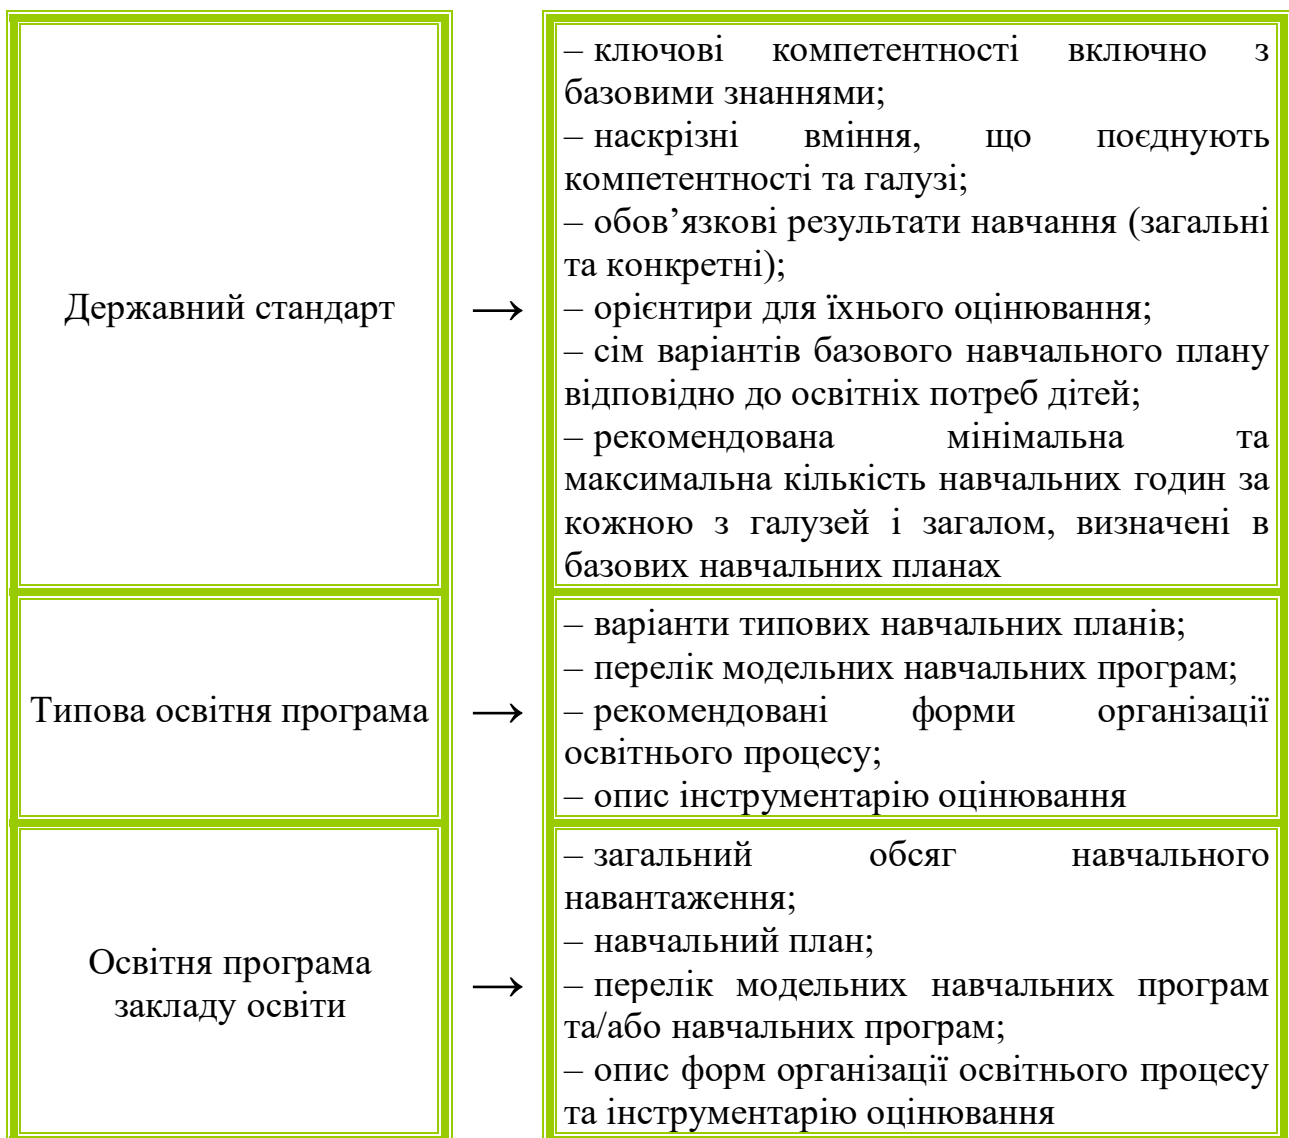 Державний стандарт
→
– ключові компетентності включно з
базовими знаннями;
– наскрізні вміння, що поєднують
компетентності та галузі;
– обов’язкові результати навчання (загальні
та конкретні);
– орієнтири для їхнього оцінювання;
– сім варіантів базового навчального плану
відповідно до освітніх потреб дітей;
– рекомендована мінімальна та
максимальна кількість навчальних годин за
кожною з галузей і загалом, визначені в
базових навчальних планах
Типова освітня програма
→
– варіанти типових навчальних планів;
– перелік модельних навчальних програм;
– рекомендовані форми організації
освітнього процесу;
– опис інструментарію оцінювання
Освітня програма
закладу освіти
→
– загальний обсяг навчального
навантаження;
– навчальний план;
– перелік модельних навчальних програм
та/або навчальних програм;
– опис форм організації освітнього процесу
та інструментарію оцінювання